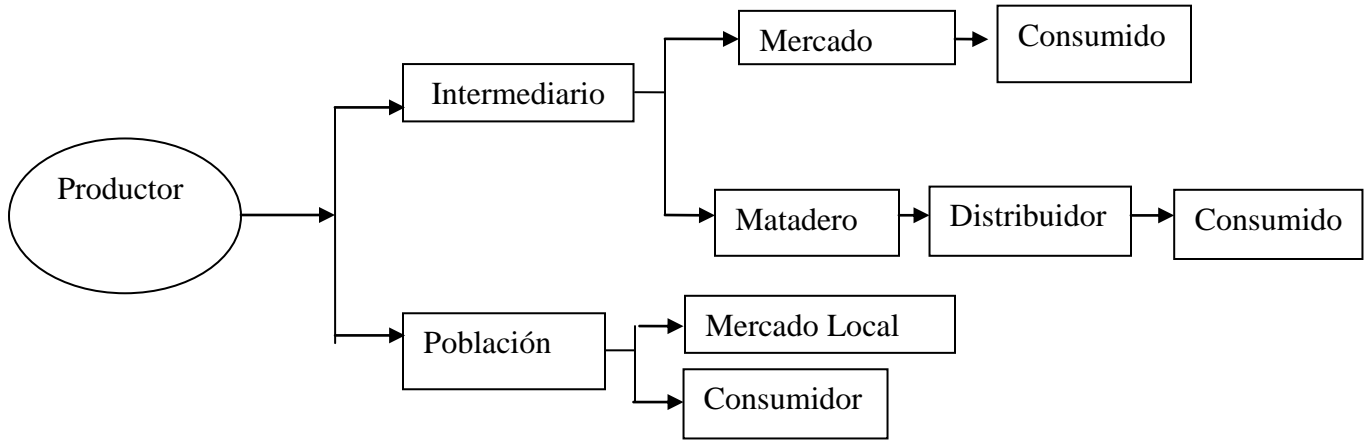 Mercado
Consumido
Intermediario
Productor
Matadero
Distribuidor
Consumido
Población
Mercado Local
Consumidor